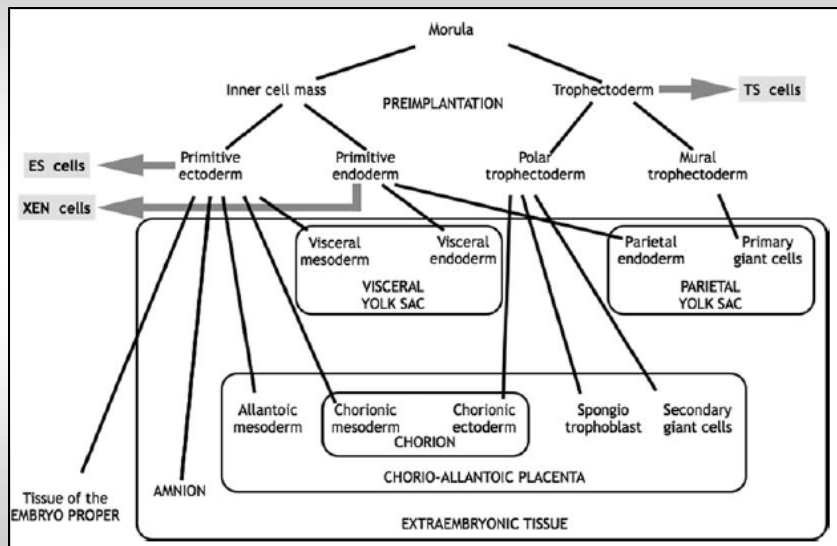 Morula
Inner cell mass
Trophectoderm
TS cells
PREIMPLANTATION
ES cells
Primitive
ectoderm
Primitive
endoderm
Polar
trophectoderm
Mural
trophectoderm
XEN cells
Visceral
mesoderm
Visceral
endoderm
VISCERAL
YOLK SAC
Parietal
endoderm
Primary
giant cells
PARIETAL
YOLK SAC
Allantoic
mesoderm
Chorionic
mesoderm
Chorionic
ectoderm
CHORION
Spongio
trophoblast
Secondary
giant cells
CHORIO-ALLANTOIC PLACENTA
Tissue of the
EMBRYO PROPER
AMNION
EXTRAEMBRYONIC TISSUE